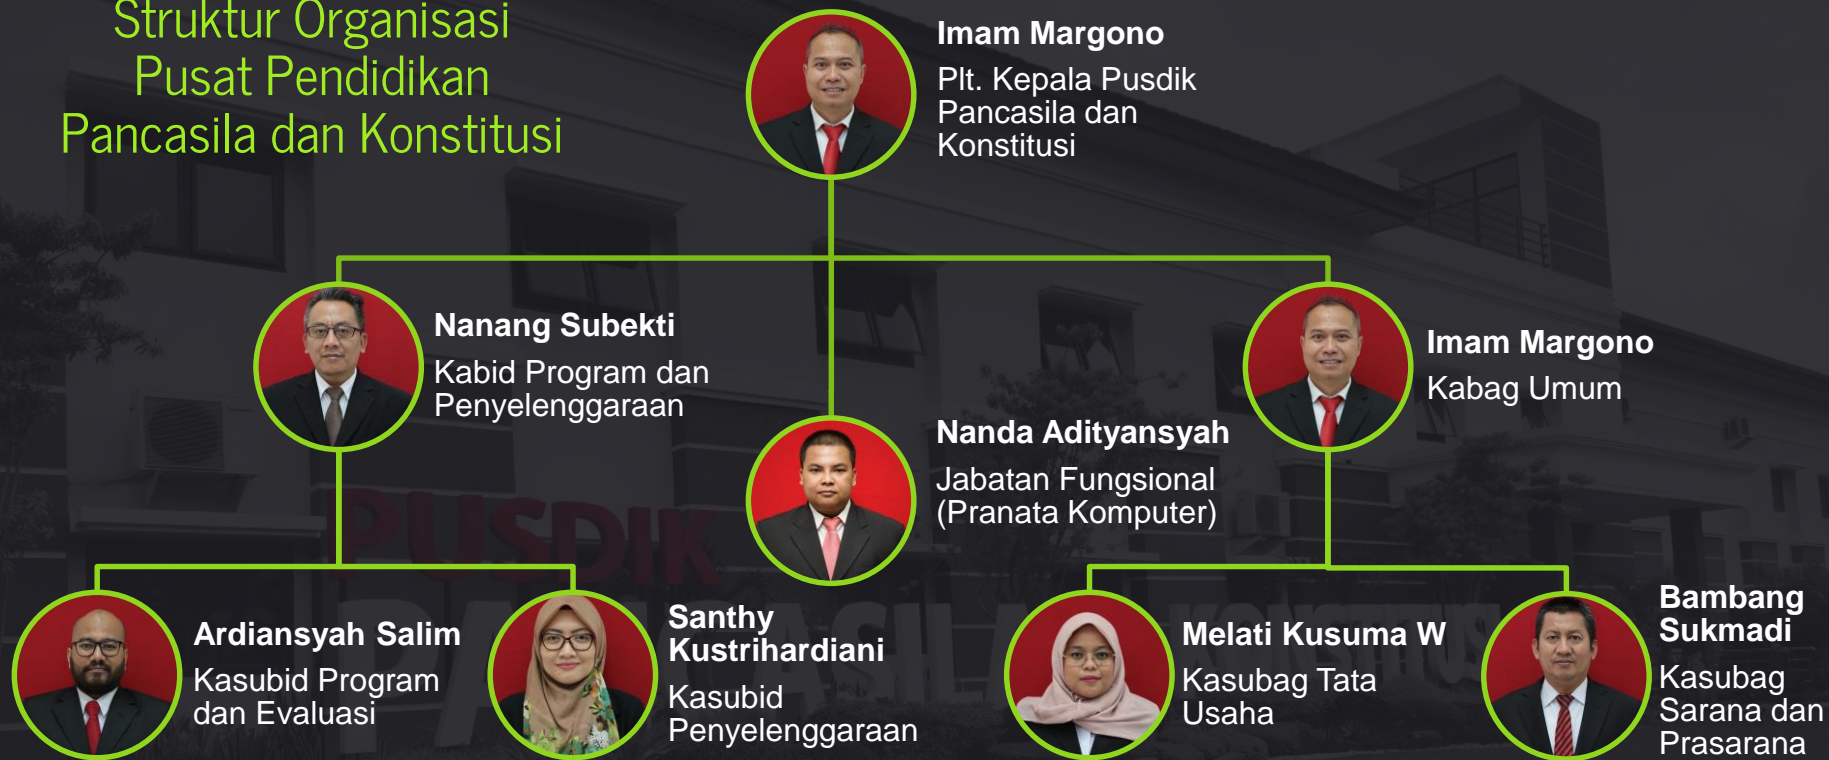 Struktur Organisasi
Pusat Pendidikan
Pancasila dan Konstitusi
Imam Margono
Plt. Kepala Pusdik
Pancasila dan
Konstitusi
Nanang Subekti
Kabid Program dan
Penyelenggaraan
Imam Margono
Kabag Umum
Nanda Adityansyah
Jabatan Fungsional
(Pranata Komputer)
Ardiansyah Salim
Kasubid Program
dan Evaluasi
Santhy
Kustrihardiani
Kasubid
Penyelenggaraan
Melati Kusuma W
Kasubag Tata
Usaha
Bambang
Sukmadi
Kasubag
Sarana dan
Prasarana
PUSDIK
PANCASILA